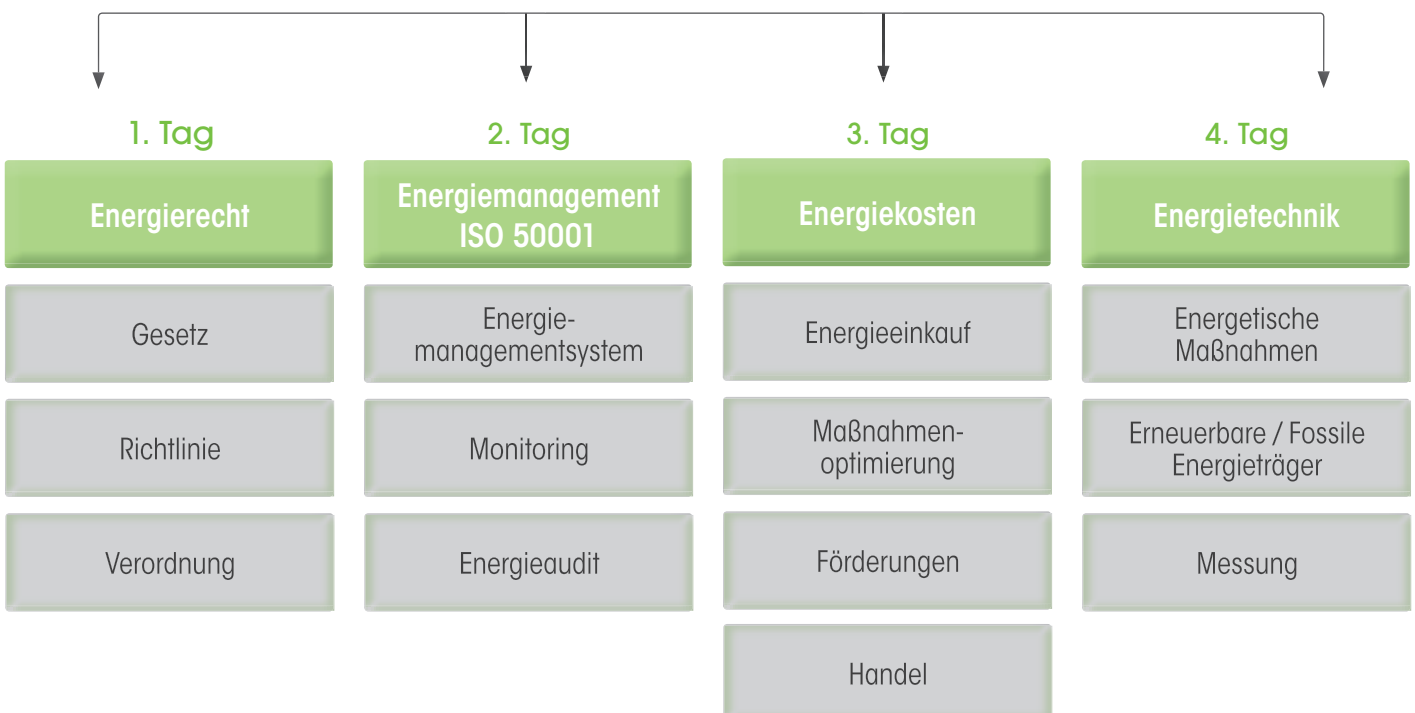 1. Tag
Energierecht
Gesetz
Richtlinie
Verordnung
2. Tag
Energiemanagement
ISO 50001
Energie-
managementsystem
Monitoring
Energieaudit
3. Tag
Energiekosten
Energieeinkauf
Maßnahmen-
optimierung
Förderungen
Handel
4. Tag
Energietechnik
Energetische
Maßnahmen
Erneuerbare / Fossile
Energieträger
Messung